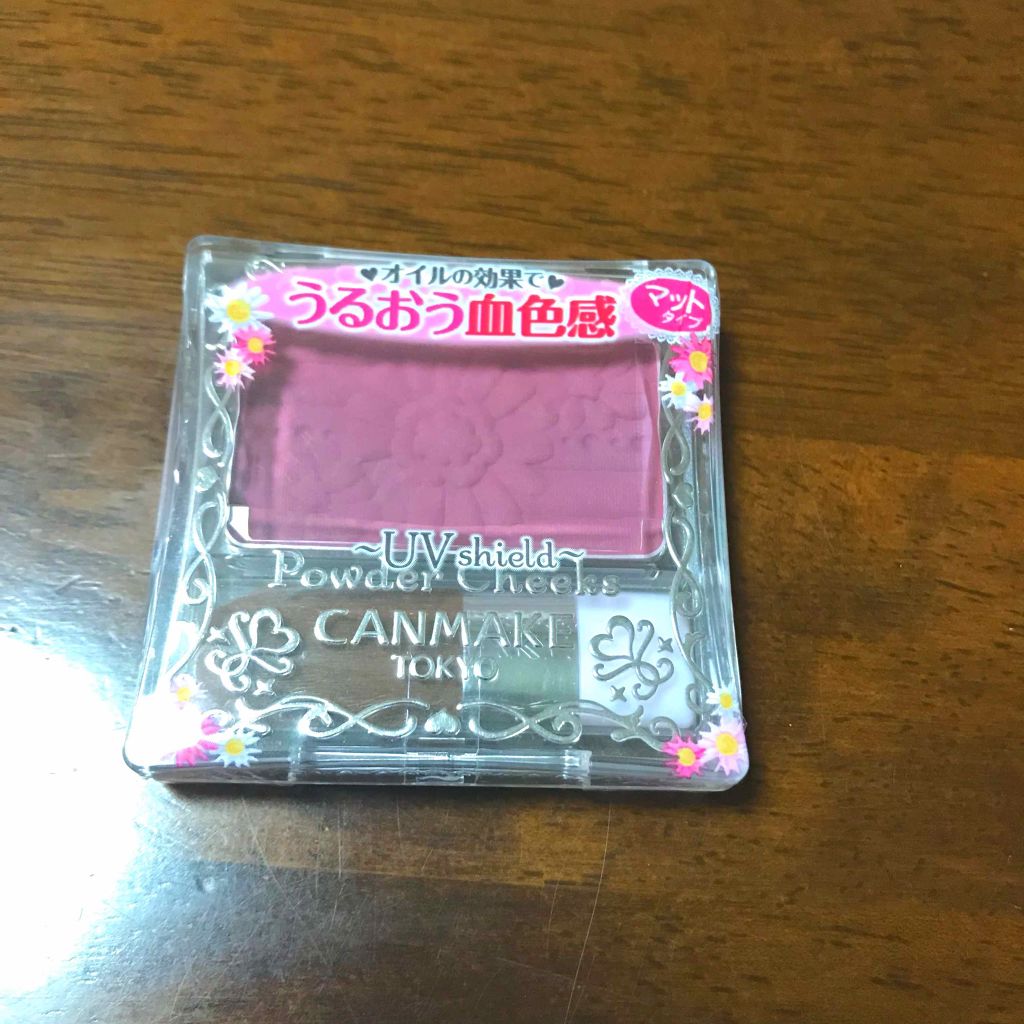 ♥オイルの効果で♥
うるおう血色感
マット
タイプ
~UV shield~
Powder Cheeks
CANMAKE
TOKYO